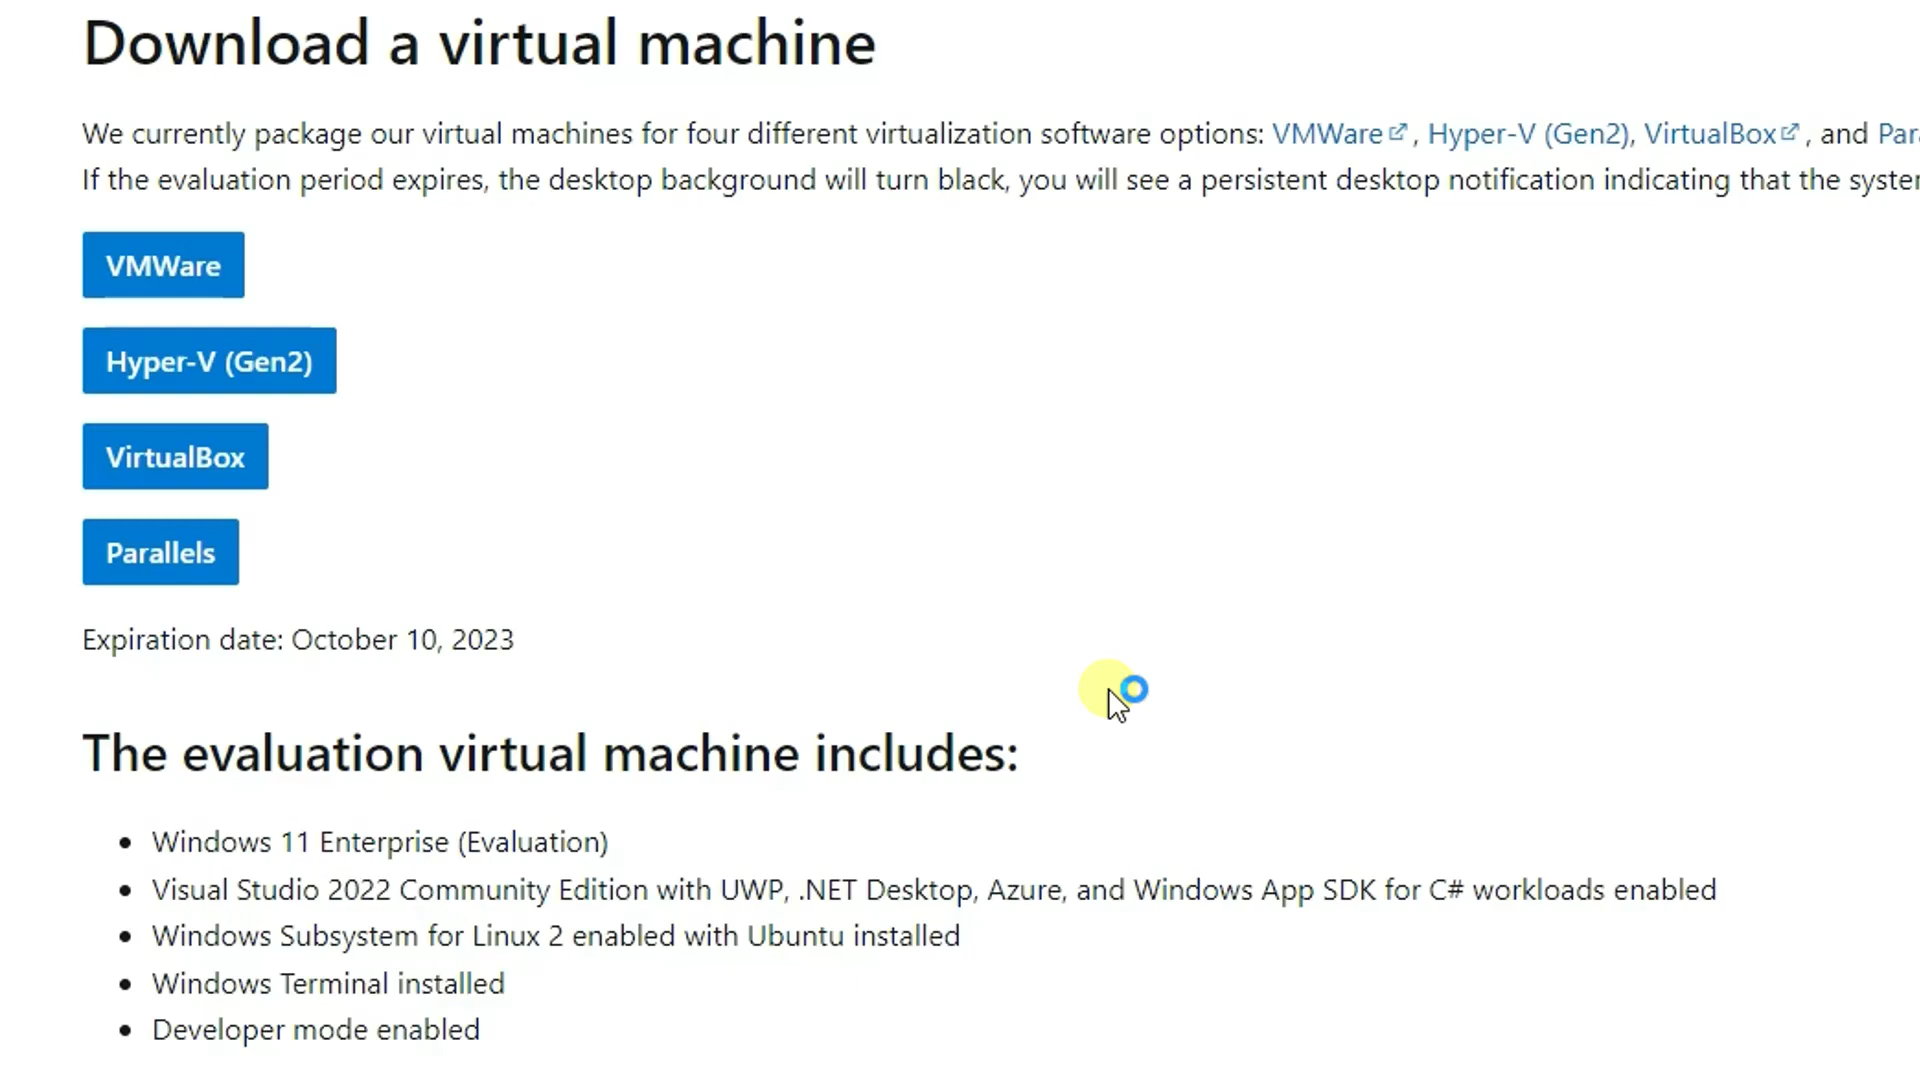 Download a virtual machine
We currently package our virtual machines for four different virtualization software options: VMWare, Hyper-V (Gen2), VirtualBox, and
If the evaluation period expires, the desktop background will turn black, you will see a persistent desktop notification indicating that the
VMWare
Hyper-V (Gen2)
VirtualBox
Parallels
Expiration date: October 10, 2023
The evaluation virtual machine includes:
• Windows 11 Enterprise (Evaluation)
• Visual Studio 2022 Community Edition with UWP, .NET Desktop, Azure, and Windows App SDK for C# workloads enabled
• Windows Subsystem for Linux 2 enabled with Ubuntu installed
• Windows Terminal installed
• Developer mode enabled